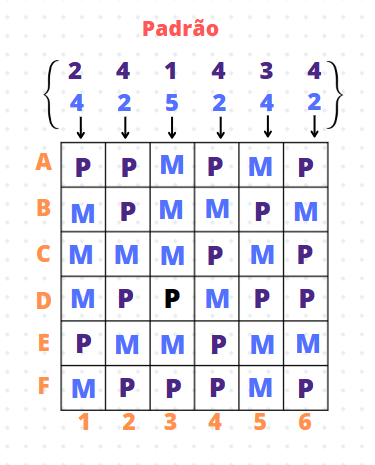 Padrão
2 4 1 4 3 4
4 2 5 2 4 2
A P P M P M P
B M P M M P M
C M M M P M P
D M P P M P P
E P M M P M M
F M P P P M P
1 2 3 4 5 6